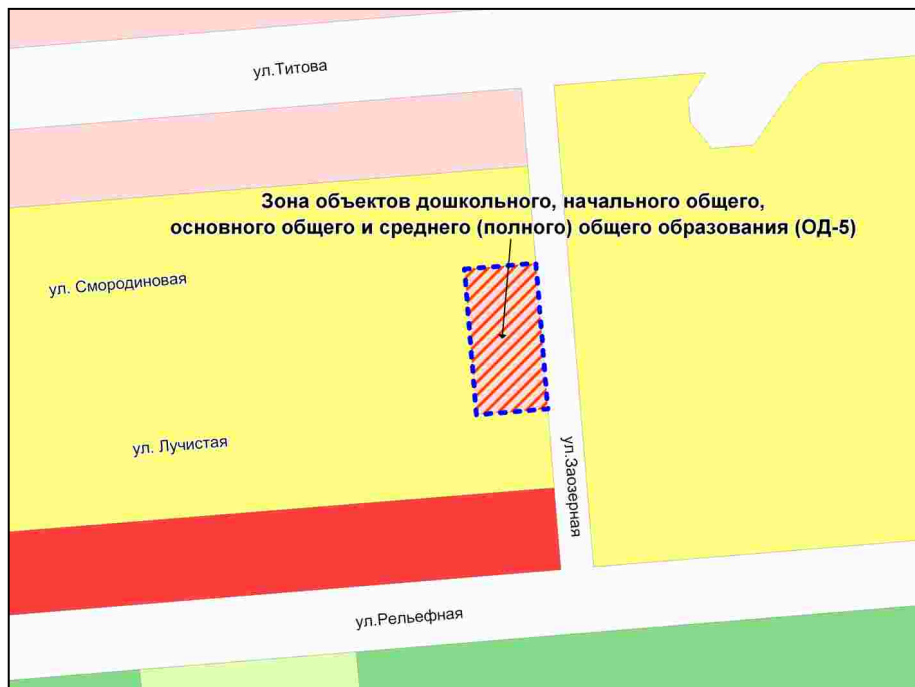 ул.Титова
Зона объектов дошкольного, начального общего,
основного общего и среднего (полного) общего образования (ОД-5)
ул. Смородиновая
ул. Лучистая
ул.Заозерная
ул.Рельефная